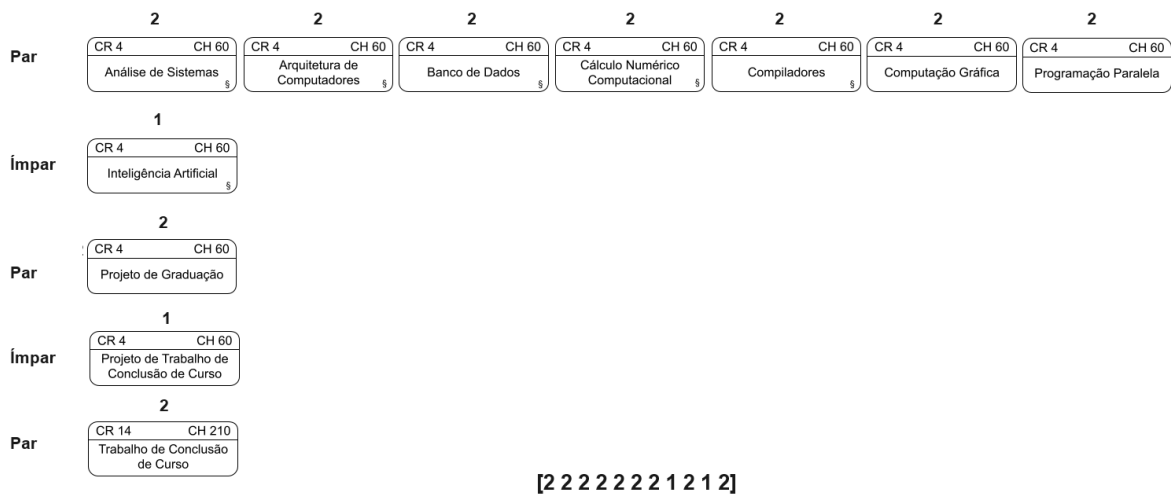 2 2 2 2 2 2 2
Par
CR 4 CH 60
Análise de Sistemas
§
CR 4 CH 60
Arquitetura de
Computadores
§
CR 4 CH 60
Banco de Dados
§
CR 4 CH 60
Cálculo Numérico
Computacional
§
CR 4 CH 60
Compiladores
§
CR 4 CH 60
Computação Gráfica
CR 4 CH 60
Programação Paralela
1
Ímpar
CR 4 CH 60
Inteligência Artificial
§
2
Par
CR 4 CH 60
Projeto de Graduação
1
Ímpar
CR 4 CH 60
Projeto de Trabalho de
Conclusão de Curso
2
Par
CR 14 CH 210
Trabalho de Conclusão
de Curso
[2 2 2 2 2 2 2 1 2 1 2]